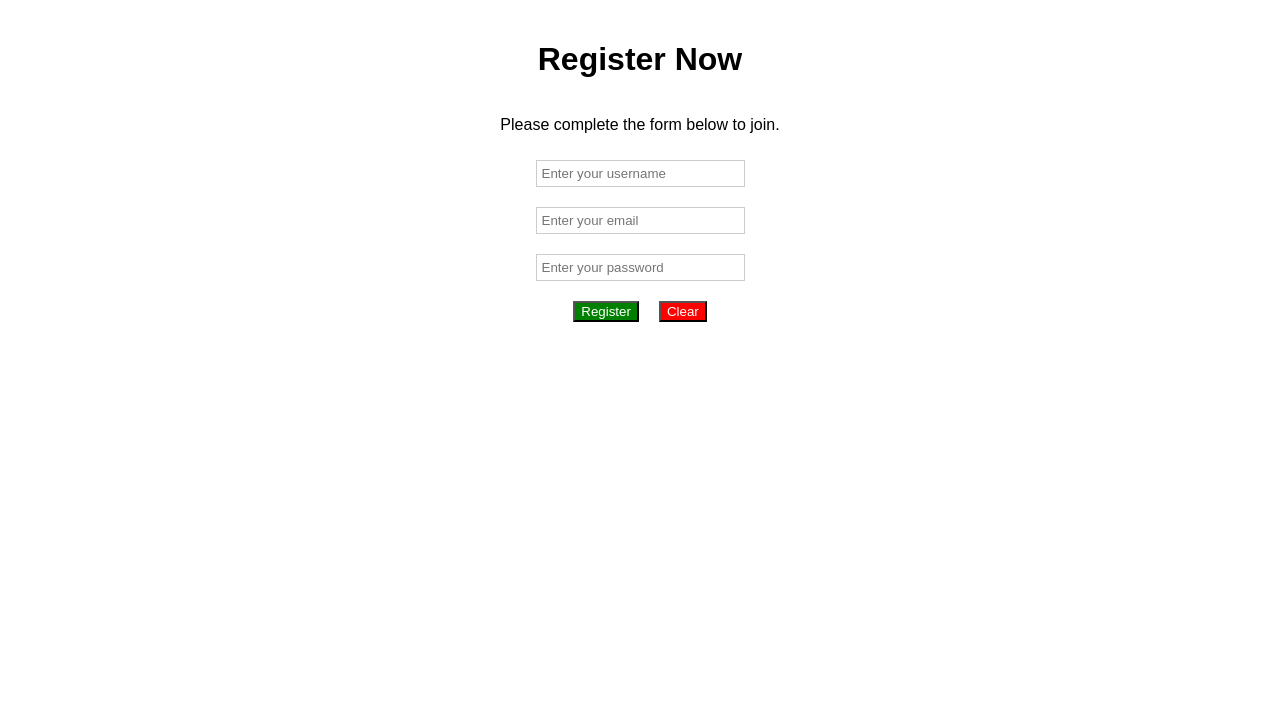 Register Now
Please complete the form below to join.
Enter your username
Enter your email
Enter your password
Register Clear